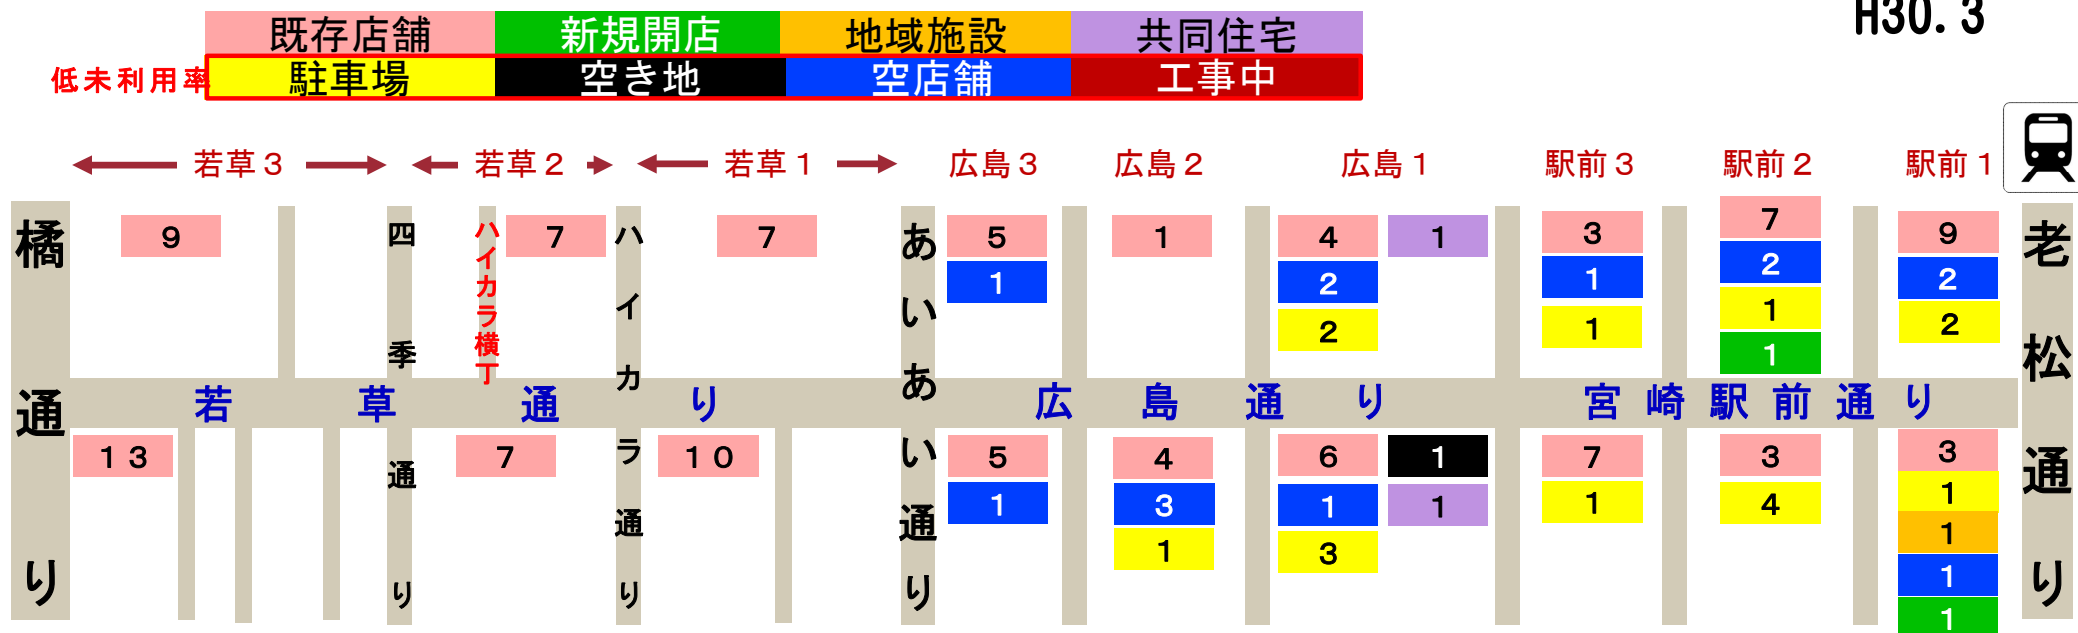 H30.3
既存店舗 新規開店 地域施設 共同住宅
低未利用率 駐車場 空き地 空店舗 工事中
若草3 若草2 若草1 広島3 広島2 広島1 駅前3 駅前2 駅前1
橘通り
四季通り
ハイカラ横丁
ハイカラ通り
あいあい通り
老松通り
9 7 7 5 1 4 1 3 7 9
1 2 1 2 2
2 1 1 2
1
若草通り 広島通り 宮崎駅前通り
13 7 10 5 4 6 1 7 3 3
1 3 1 1 1 4 1
1 3 1
1
1